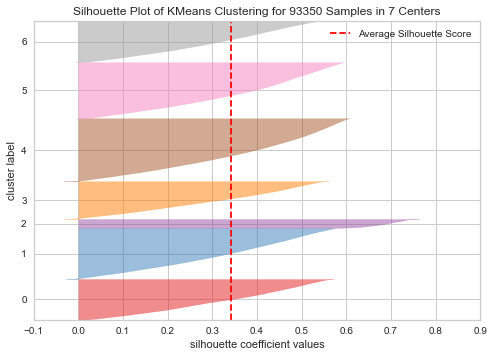 Silhouette Plot of KMeans Clustering for 93350 Samples in 7 Centers
Average Silhouette Score
cluster label
6
5
4
3
2
1
0
-0.1 0.0 0.1 0.2 0.3 0.4 0.5 0.6 0.7 0.8 0.9
silhouette coefficient values